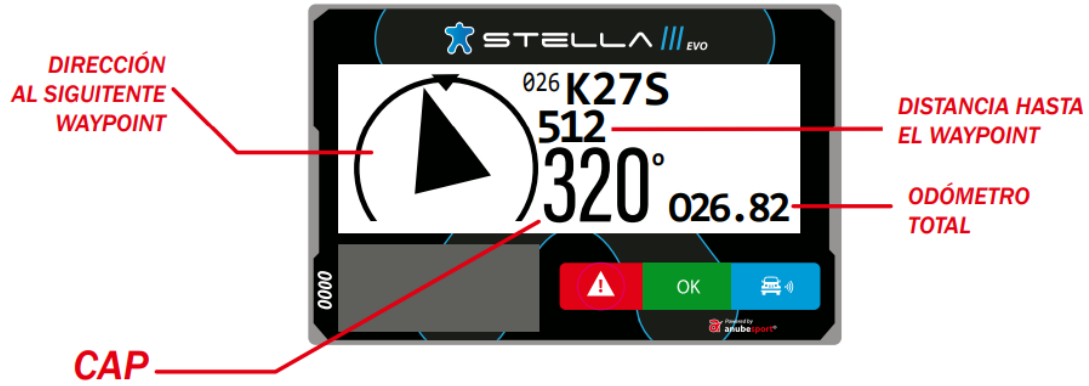 STELLA III EVO
DIRECCIÓN
AL SIGUITENTE
WAYPOINT
026 K27S
512
320°
026.82
DISTANCIA HASTA
EL WAYPOINT
ODÓMETRO
TOTAL
0000
OK
Powered by
anubesport
CAP